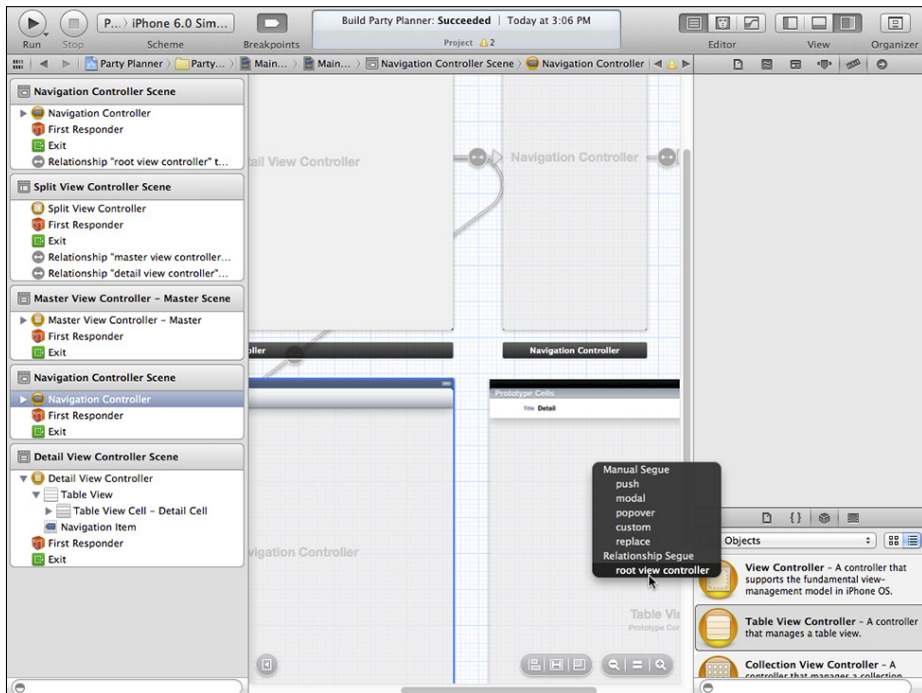 P... iPhone 6.0 Sim...
Build Party Planner: Succeeded | Today at 3:06 PM
Project 2
Run
Stop
Scheme
Breakpoints
Editor
View
Organizer
Party Planner
Party...
Main...
Main...
Navigation Controller Scene
Navigation Controller
Navigation Controller Scene
Navigation Controller
First Responder
Exit
Relationship "root view controller" t...
Split View Controller Scene
Split View Controller
First Responder
Exit
Relationship "master view controller...
Relationship "detail view controller"...
Master View Controller – Master Scene
Master View Controller – Master
First Responder
Exit
Navigation Controller Scene
Navigation Controller
First Responder
Exit
Detail View Controller Scene
Detail View Controller
Table View
Table View Cell – Detail Cell
Navigation Item
First Responder
Exit
ail View Controller
Navigation Controller
oller
Navigation Controller
Prototype Cells
Title Detail
vigation Controller
Manual Segue
push
modal
popover
custom
replace
Relationship Segue
root view controller
Table Vie
Prototype Con
Objects
View Controller – A controller that
supports the fundamental view-
management model in iPhone OS.
Table View Controller – A controller
that manages a table view.
Collection View Controller – A
controller that manages a collection